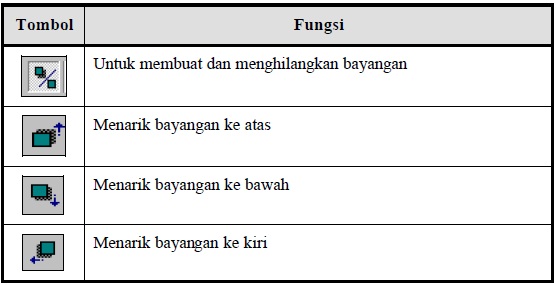 Tombol Fungsi
Untuk membuat dan menghilangkan bayangan
Menarik bayangan ke atas
Menarik bayangan ke bawah
Menarik bayangan ke kiri